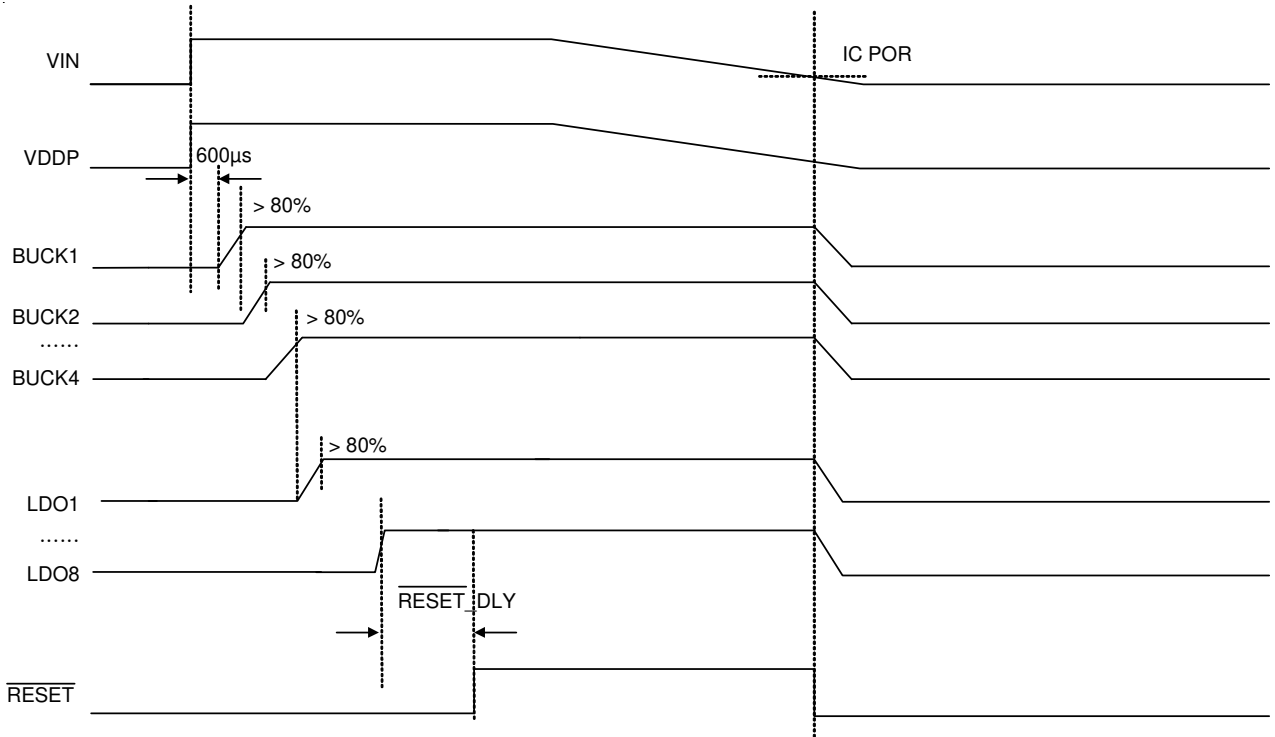 VIN
IC POR
VDDP
600µs
> 80%
BUCK1
> 80%
BUCK2
> 80%
......
BUCK4
> 80%
LDO1
......
LDO8
RESET_DLY
RESET